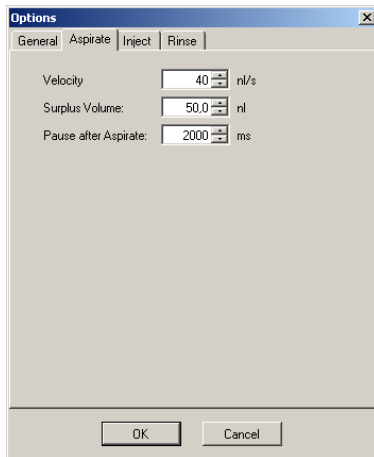 Options
General Aspirate Inject Rinse
Velocity 40 nl/s
Surplus Volume: 50,0 nl
Pause after Aspirate: 2000 ms
OK Cancel